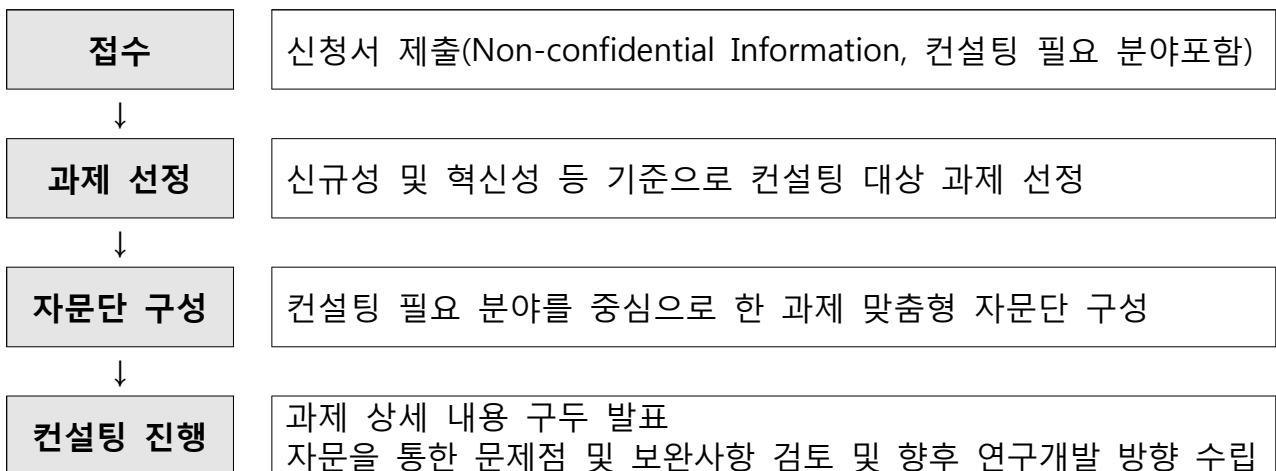 접수
신청서 제출(Non-confidential Information, 컨설팅 필요 분야포함)
↓
과제 선정
신규성 및 혁신성 등 기준으로 컨설팅 대상 과제 선정
↓
자문단 구성
컨설팅 필요 분야를 중심으로 한 과제 맞춤형 자문단 구성
↓
컨설팅 진행
과제 상세 내용 구두 발표
자문을 통한 문제점 및 보완사항 검토 및 향후 연구개발 방향 수립